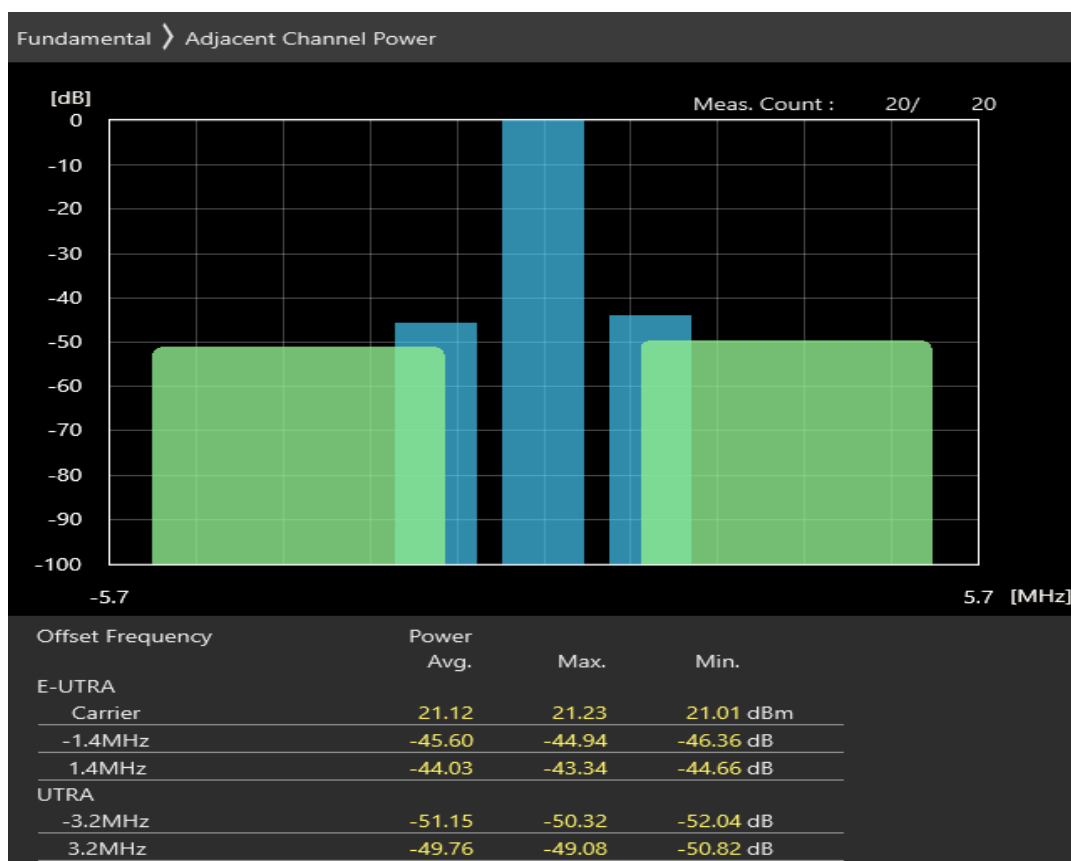 Fundamental 〉 Adjacent Channel Power
[dB]
Meas. Count : 20/ 20
0
-10
-20
-30
-40
-50
-60
-70
-80
-90
-100
-5.7 5.7 [MHz]
Offset Frequency Power
Avg. Max. Min.
E-UTRA
Carrier 21.12 21.23 21.01 dBm
-1.4MHz -45.60 -44.94 -46.36 dB
1.4MHz -44.03 -43.34 -44.66 dB
UTRA
-3.2MHz -51.15 -50.32 -52.04 dB
3.2MHz -49.76 -49.08 -50.82 dB